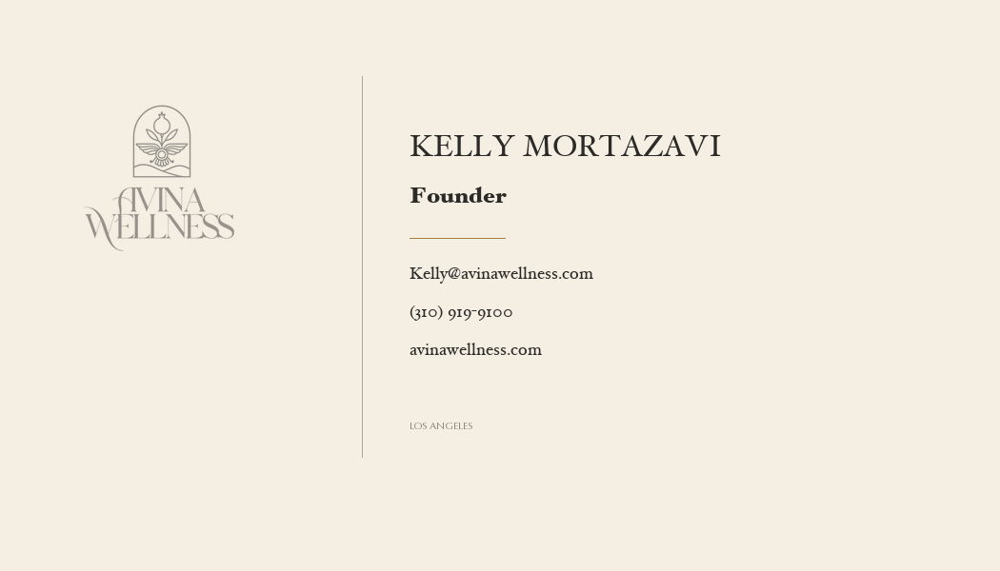 AVINA
WELLNESS
KELLY MORTAZAVI
Founder
Kelly@avinawellness.com
(310) 919-9100
avinawellness.com
LOS ANGELES